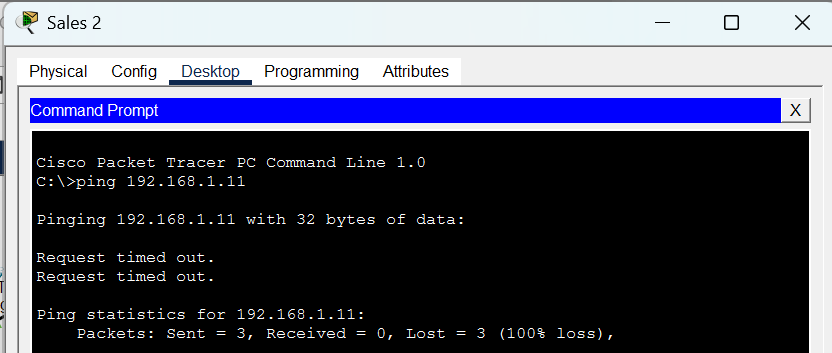 Sales 2
Physical Config Desktop Programming Attributes
Command Prompt X
Cisco Packet Tracer PC Command Line 1.0
C:\>ping 192.168.1.11
Pinging 192.168.1.11 with 32 bytes of data:
Request timed out.
Request timed out.
Ping statistics for 192.168.1.11:
Packets: Sent = 3, Received = 0, Lost = 3 (100% loss),